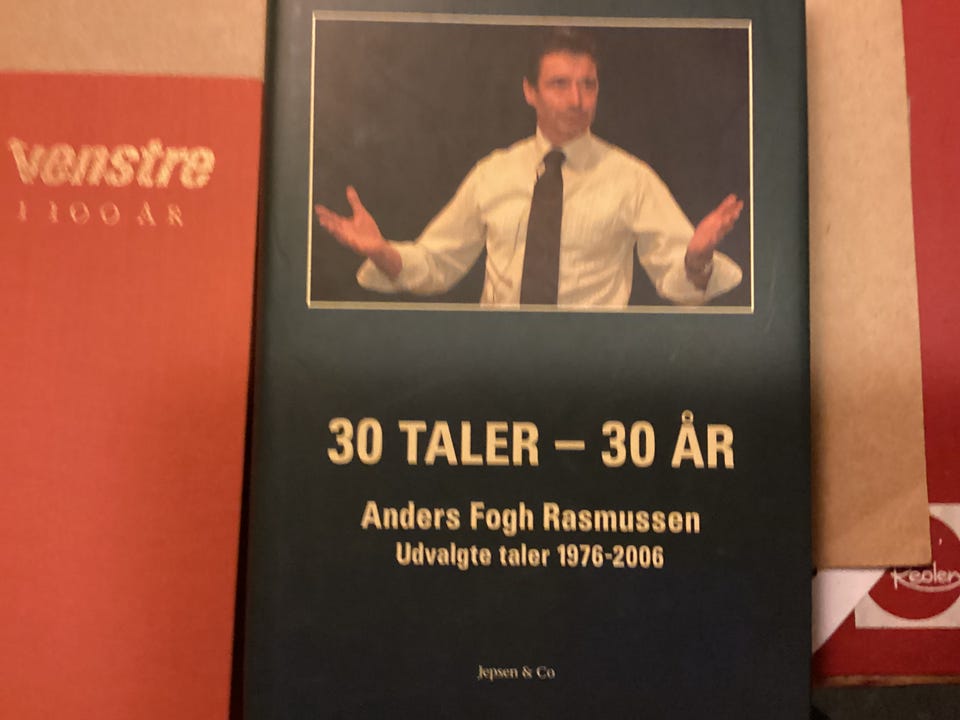 Venstre
I 100 ÅR
30 TALER – 30 ÅR
Anders Fogh Rasmussen
Udvalgte taler 1976-2006
Jepsen & Co